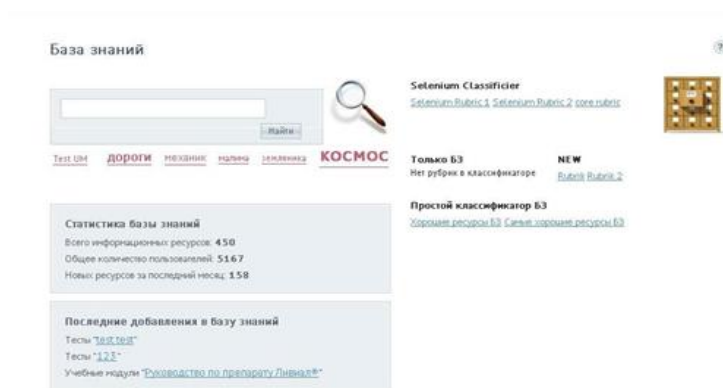 База знаний
Найти
Test UM дороги механик малина земляника космос
Статистика базы знаний
Всего информационных ресурсов: 450
Общее количество пользователей: 5167
Новых ресурсов за последний месяц: 158
Последние добавления в базу знаний
Тесты "test test"
Тесты "123"
Учебные модули "Руководство по препарату Ливиал®"
Selenium Classificier
Selenium Rubric 1 Selenium Rubric 2 core rubric
Только БЗ
Нет рубрик в классификаторе
NEW
Rubrik Rubrik 2
Простой классификатор БЗ
Хорошие ресурсы БЗ Самые хорошие ресурсы БЗ
?